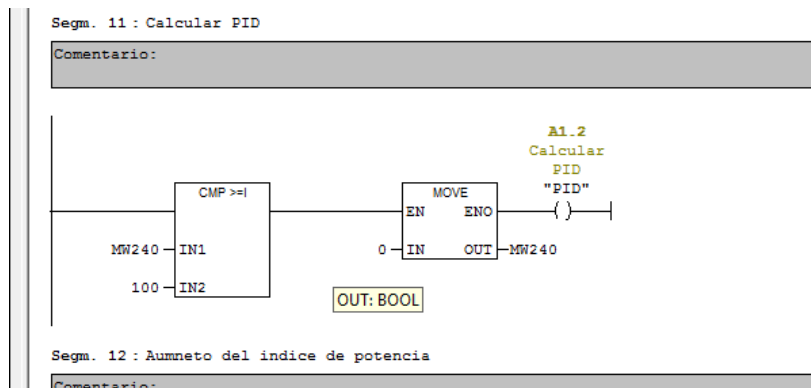 Segm. 11 : Calcular PID
Comentario:
A1.2
Calcular
PID
"PID"
CMP >=I
MOVE
EN ENO
MW240 IN1
0 IN OUT MW240
100 IN2
OUT: BOOL
Segm. 12 : Aumneto del indice de potencia
Comentario: